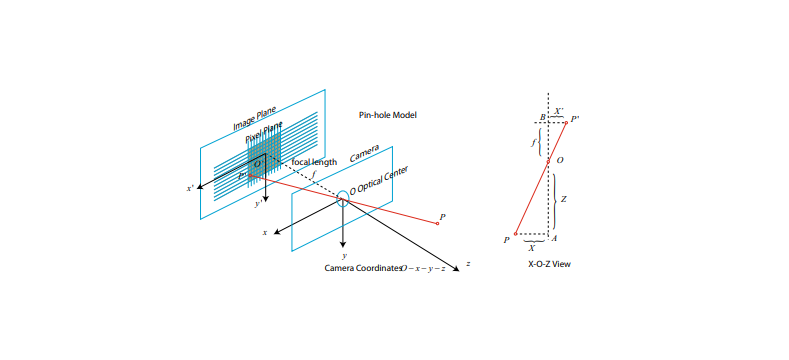 Image Plane
Pixel Plane
Pin-hole Model
O'
P'
x'
y'
focal length
f
Camera
O Optical Center
P
x
y
z
Camera Coordinates O-x-y-z
B
X'
P'
f
O
Z
P
X
A
X-O-Z View